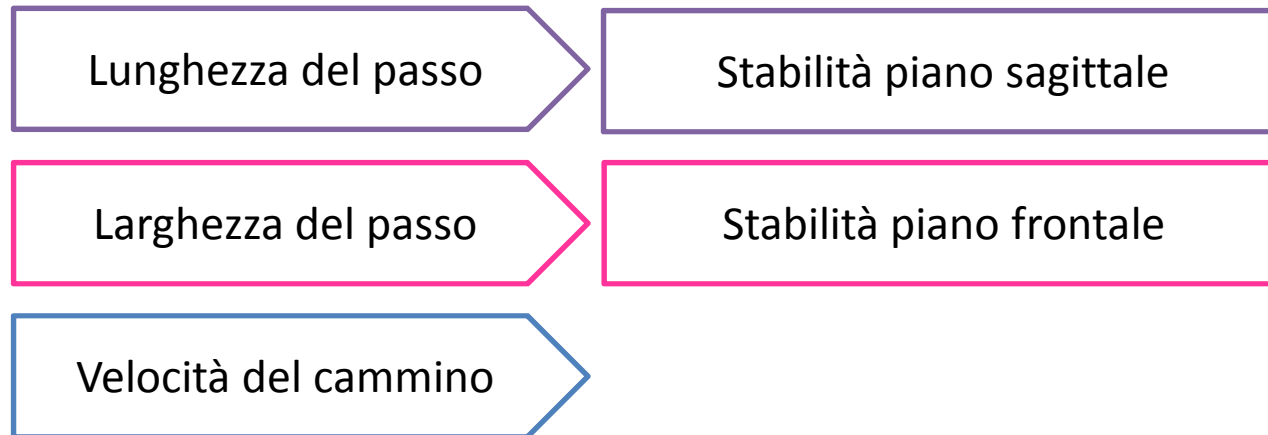 Lunghezza del passo
Stabilità piano sagittale
Larghezza del passo
Stabilità piano frontale
Velocità del cammino